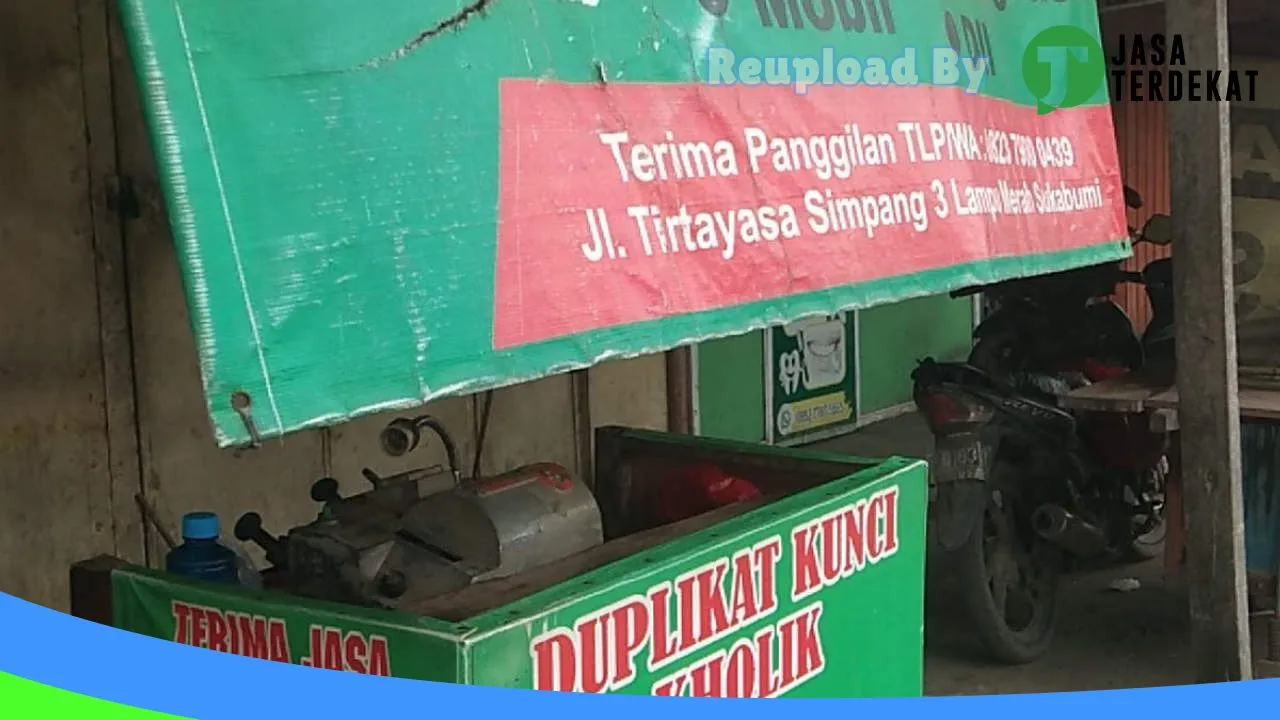 Mobil
Reupload By
JASA
TERDEKAT
Terima Panggilan TLP/WA :
Jl. Tirtayasa Simpang 3 Lampu Merah Sukabumi
DUPLIKAT KUNCI
KHOLIK
TERIMA JASA